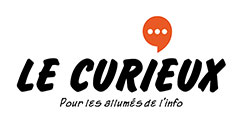 LE CURIEUX
Pour les allumés de l'info